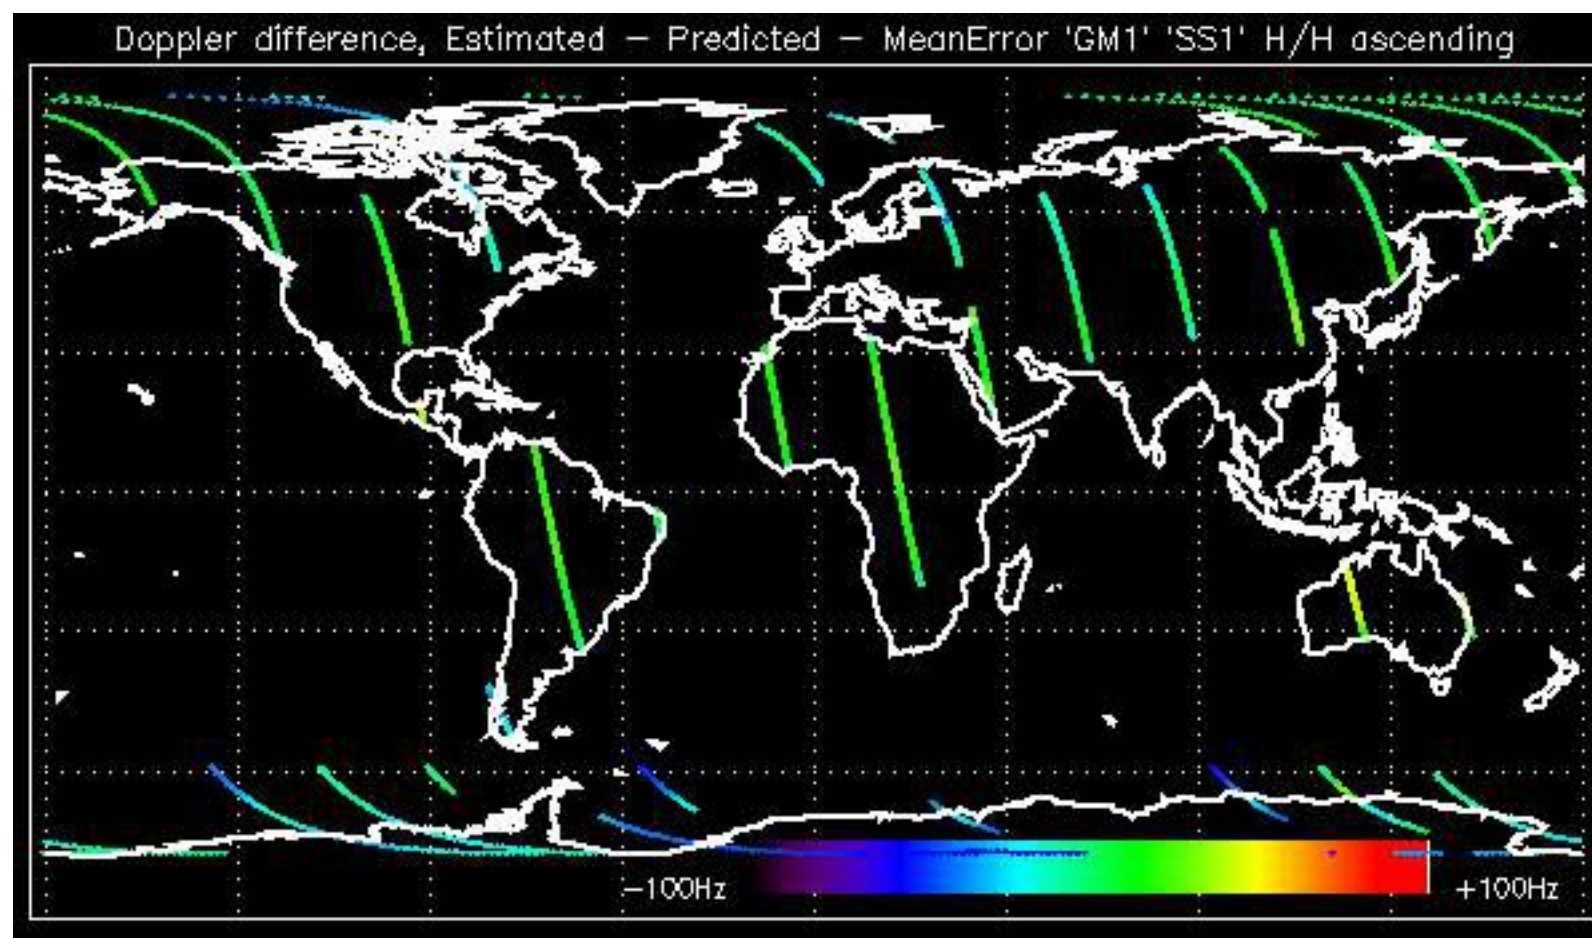 Doppler difference, Estimated – Predicted – MeanError 'GM1' 'SS1' H/H ascending
-100Hz +100Hz